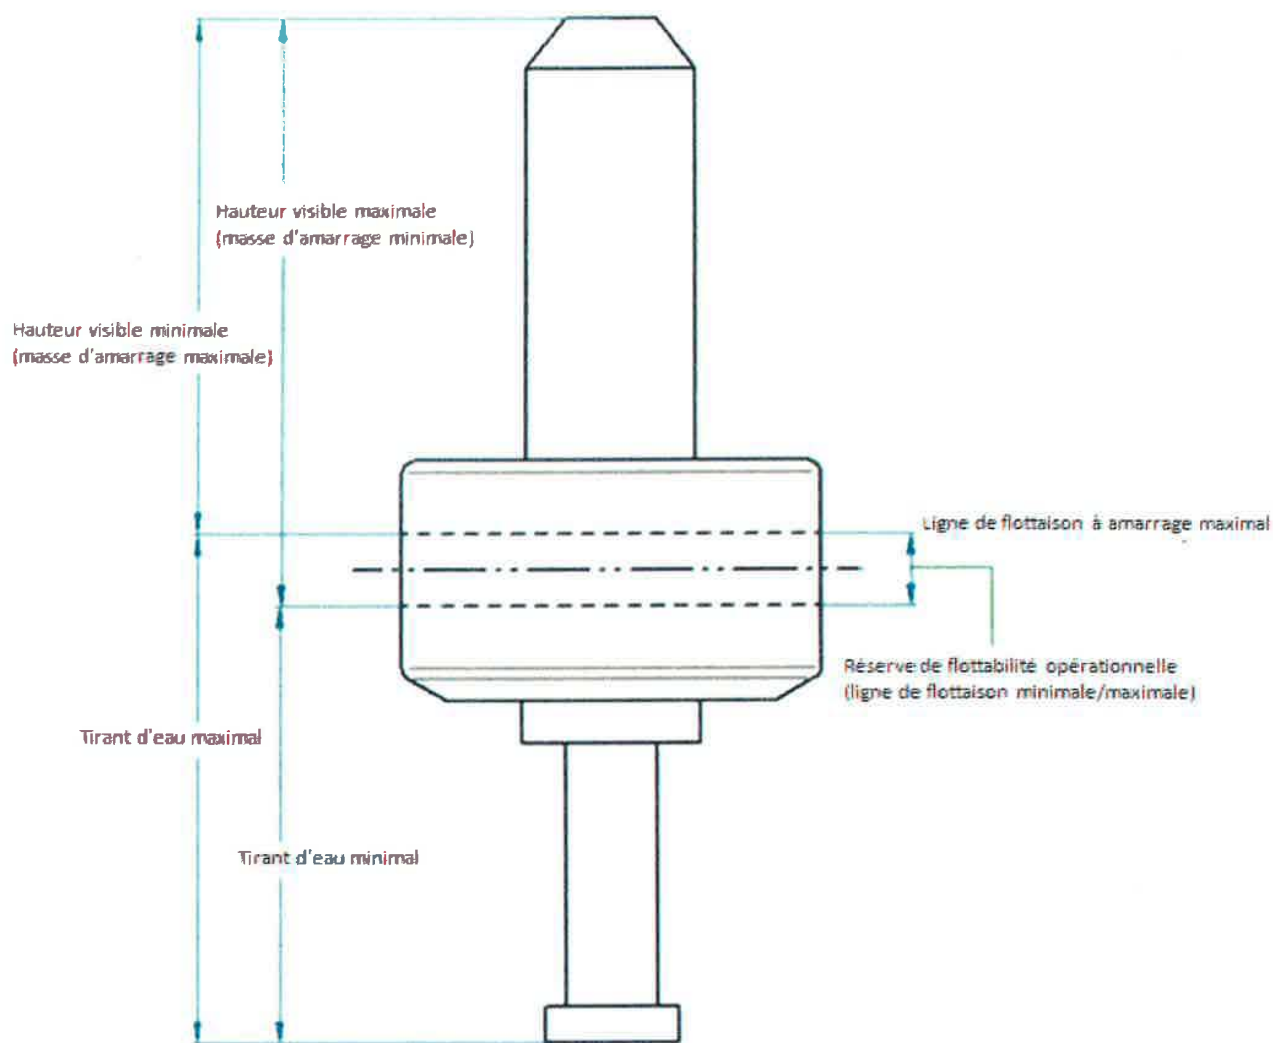 Hauteur visible maximale
(masse d'amarrage minimale)
Hauteur visible minimale
(masse d'amarrage maximale)
Ligne de flottaison à amarrage maximal
Réserve de flottabilité opérationnelle
(ligne de flottaison minimale/maximale)
Tirant d'eau maximal
Tirant d'eau minimal